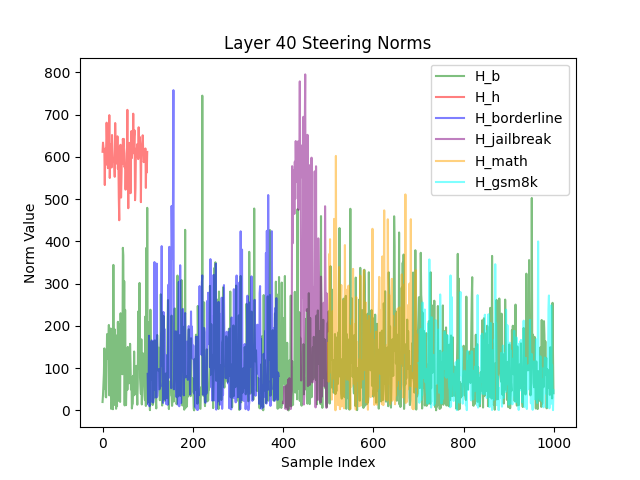 Layer 40 Steering Norms
Norm Value
800
700
600
500
400
300
200
100
0
H_b
H_h
H_borderline
H_jailbreak
H_math
H_gsm8k
0
200
400
600
800
1000
Sample Index